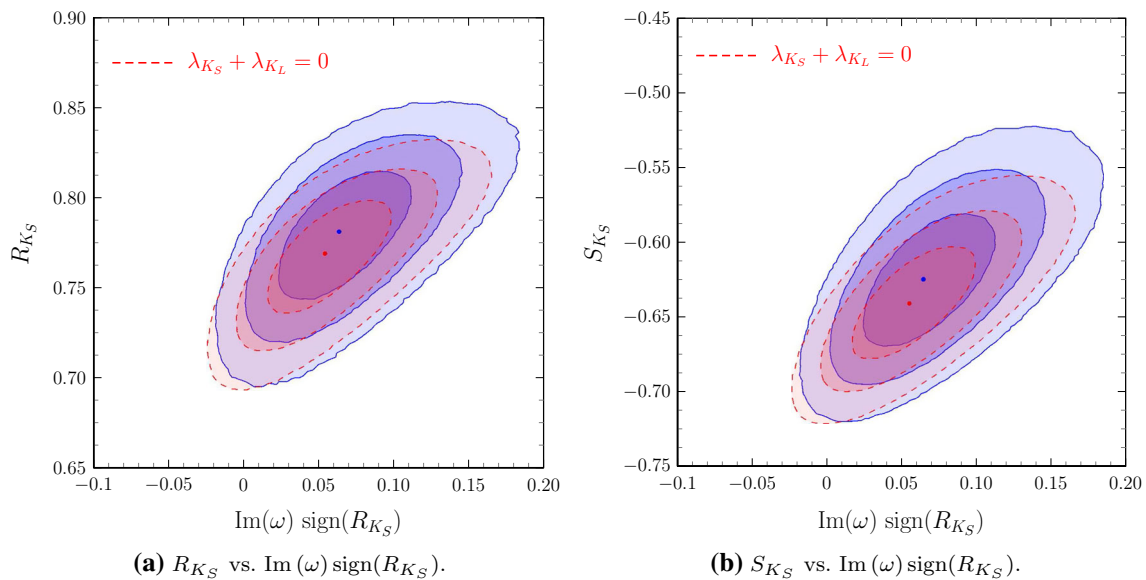 0.90
0.85
0.80
0.75
0.70
0.65
R_{K_S}
λ_{K_S} + λ_{K_L} = 0
-0.1 -0.05 0 0.05 0.10 0.15 0.20
Im(ω) sign(R_{K_S})
(a) R_{K_S} vs. Im (ω) sign(R_{K_S}).
−0.45
−0.50
−0.55
−0.60
−0.65
−0.70
−0.75
S_{K_S}
λ_{K_S} + λ_{K_L} = 0
-0.1 -0.05 0 0.05 0.10 0.15 0.20
Im(ω) sign(R_{K_S})
(b) S_{K_S} vs. Im (ω) sign(R_{K_S}).